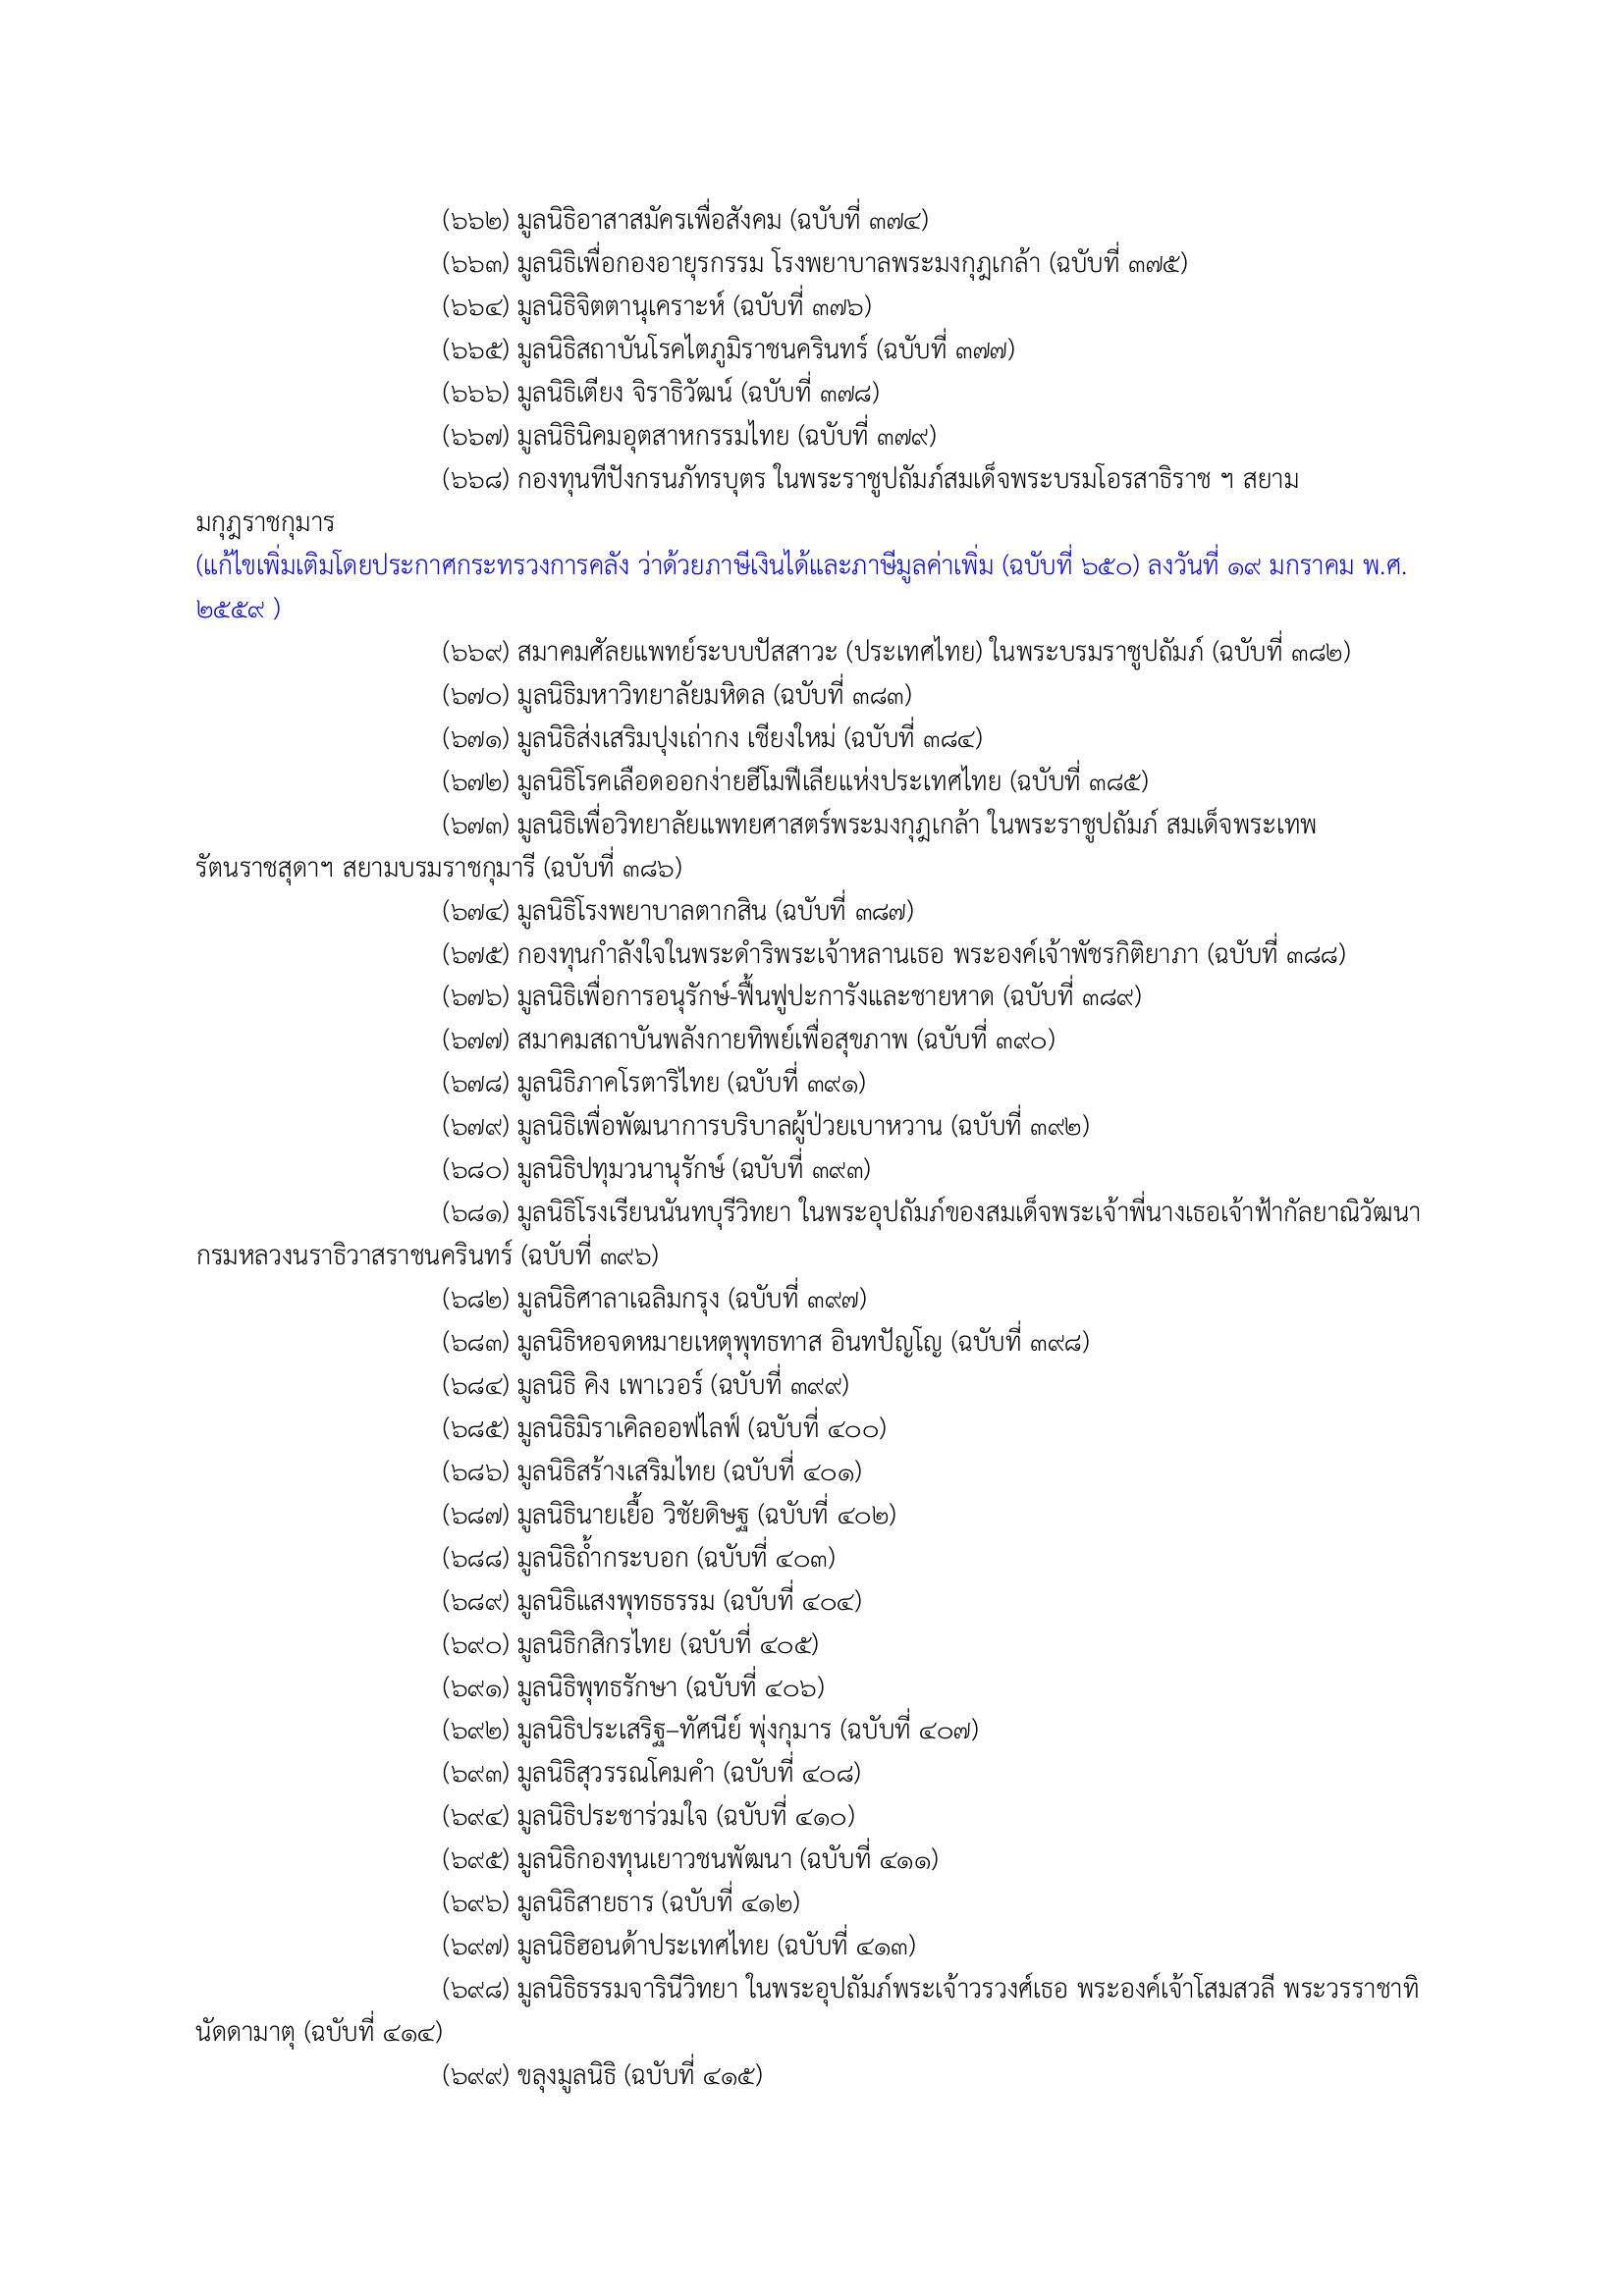 (๖๖๒) มูลนิธิอาสาสมัครเพื่อสังคม (ฉบับที่ ๓๗๔)
(๖๖๓) มูลนิธิเพื่อกองอายุรกรรม โรงพยาบาลพระมงกุฎเกล้า (ฉบับที่ ๓๗๕)
(๖๖๔) มูลนิธิจิตตานุเคราะห์ (ฉบับที่ ๓๗๖)
(๖๖๕) มูลนิธิสถาบันโรคไตภูมิราชนครินทร์ (ฉบับที่ ๓๗๗)
(๖๖๖) มูลนิธิเตียง จิราธิวัฒน์ (ฉบับที่ ๓๗๘)
(๖๖๗) มูลนิธินิคมอุตสาหกรรมไทย (ฉบับที่ ๓๗๙)
(๖๖๘) กองทุนทีปังกรนภัทรบุตร ในพระราชูปถัมภ์สมเด็จพระบรมโอรสาธิราช ฯ สยาม
มกุฎราชกุมาร
(แก้ไขเพิ่มเติมโดยประกาศกระทรวงการคลัง ว่าด้วยภาษีเงินได้และภาษีมูลค่าเพิ่ม (ฉบับที่ ๖๕๐) ลงวันที่ ๑๙ มกราคม พ.ศ.
๒๕๕๙ )
(๖๖๙) สมาคมศัลยแพทย์ระบบปัสสาวะ (ประเทศไทย) ในพระบรมราชูปถัมภ์ (ฉบับที่ ๓๘๒)
(๖๗๐) มูลนิธิมหาวิทยาลัยมหิดล (ฉบับที่ ๓๘๓)
(๖๗๑) มูลนิธิส่งเสริมปุงเถ่ากง เชียงใหม่ (ฉบับที่ ๓๘๔)
(๖๗๒) มูลนิธิโรคเลือดออกง่ายฮีโมฟีเลียแห่งประเทศไทย (ฉบับที่ ๓๘๕)
(๖๗๓) มูลนิธิเพื่อวิทยาลัยแพทยศาสตร์พระมงกุฎเกล้า ในพระราชูปถัมภ์ สมเด็จพระเทพ
รัตนราชสุดาฯ สยามบรมราชกุมารี (ฉบับที่ ๓๘๖)
(๖๗๔) มูลนิธิโรงพยาบาลตากสิน (ฉบับที่ ๓๘๗)
(๖๗๕) กองทุนกำลังใจในพระดำริพระเจ้าหลานเธอ พระองค์เจ้าพัชรกิติยาภา (ฉบับที่ ๓๘๘)
(๖๗๖) มูลนิธิเพื่อการอนุรักษ์-ฟื้นฟูปะการังและชายหาด (ฉบับที่ ๓๘๙)
(๖๗๗) สมาคมสถาบันพลังกายทิพย์เพื่อสุขภาพ (ฉบับที่ ๓๙๐)
(๖๗๘) มูลนิธิภาคโรตาริไทย (ฉบับที่ ๓๙๑)
(๖๗๙) มูลนิธิเพื่อพัฒนาการบริบาลผู้ป่วยเบาหวาน (ฉบับที่ ๓๙๒)
(๖๘๐) มูลนิธิปทุมวนานุรักษ์ (ฉบับที่ ๓๙๓)
(๖๘๑) มูลนิธิโรงเรียนนันทบุรีวิทยา ในพระอุปถัมภ์ของสมเด็จพระเจ้าพี่นางเธอเจ้าฟ้ากัลยาณิวัฒนา
กรมหลวงนราธิวาสราชนครินทร์ (ฉบับที่ ๓๙๖)
(๖๘๒) มูลนิธิศาลาเฉลิมกรุง (ฉบับที่ ๓๙๗)
(๖๘๓) มูลนิธิหอจดหมายเหตุพุทธทาส อินทปัญโญ (ฉบับที่ ๓๙๘)
(๖๘๔) มูลนิธิ คิง เพาเวอร์ (ฉบับที่ ๓๙๙)
(๖๘๕) มูลนิธิมิราเคิลออฟไลฟ์ (ฉบับที่ ๔๐๐)
(๖๘๖) มูลนิธิสร้างเสริมไทย (ฉบับที่ ๔๐๑)
(๖๘๗) มูลนิธินายเยื้อ วิชัยดิษฐ (ฉบับที่ ๔๐๒)
(๖๘๘) มูลนิธิถ้ำกระบอก (ฉบับที่ ๔๐๓)
(๖๘๙) มูลนิธิแสงพุทธธรรม (ฉบับที่ ๔๐๔)
(๖๙๐) มูลนิธิกสิกรไทย (ฉบับที่ ๔๐๕)
(๖๙๑) มูลนิธิพุทธรักษา (ฉบับที่ ๔๐๖)
(๖๙๒) มูลนิธิประเสริฐ–ทัศนีย์ พุ่งกุมาร (ฉบับที่ ๔๐๗)
(๖๙๓) มูลนิธิสุวรรณโคมคำ (ฉบับที่ ๔๐๘)
(๖๙๔) มูลนิธิประชาร่วมใจ (ฉบับที่ ๔๑๐)
(๖๙๕) มูลนิธิกองทุนเยาวชนพัฒนา (ฉบับที่ ๔๑๑)
(๖๙๖) มูลนิธิสายธาร (ฉบับที่ ๔๑๒)
(๖๙๗) มูลนิธิฮอนด้าประเทศไทย (ฉบับที่ ๔๑๓)
(๖๙๘) มูลนิธิธรรมจารินีวิทยา ในพระอุปถัมภ์พระเจ้าวรวงศ์เธอ พระองค์เจ้าโสมสวลี พระวรราชาทิ
นัดดามาตุ (ฉบับที่ ๔๑๔)
(๖๙๙) ขลุงมูลนิธิ (ฉบับที่ ๔๑๕)